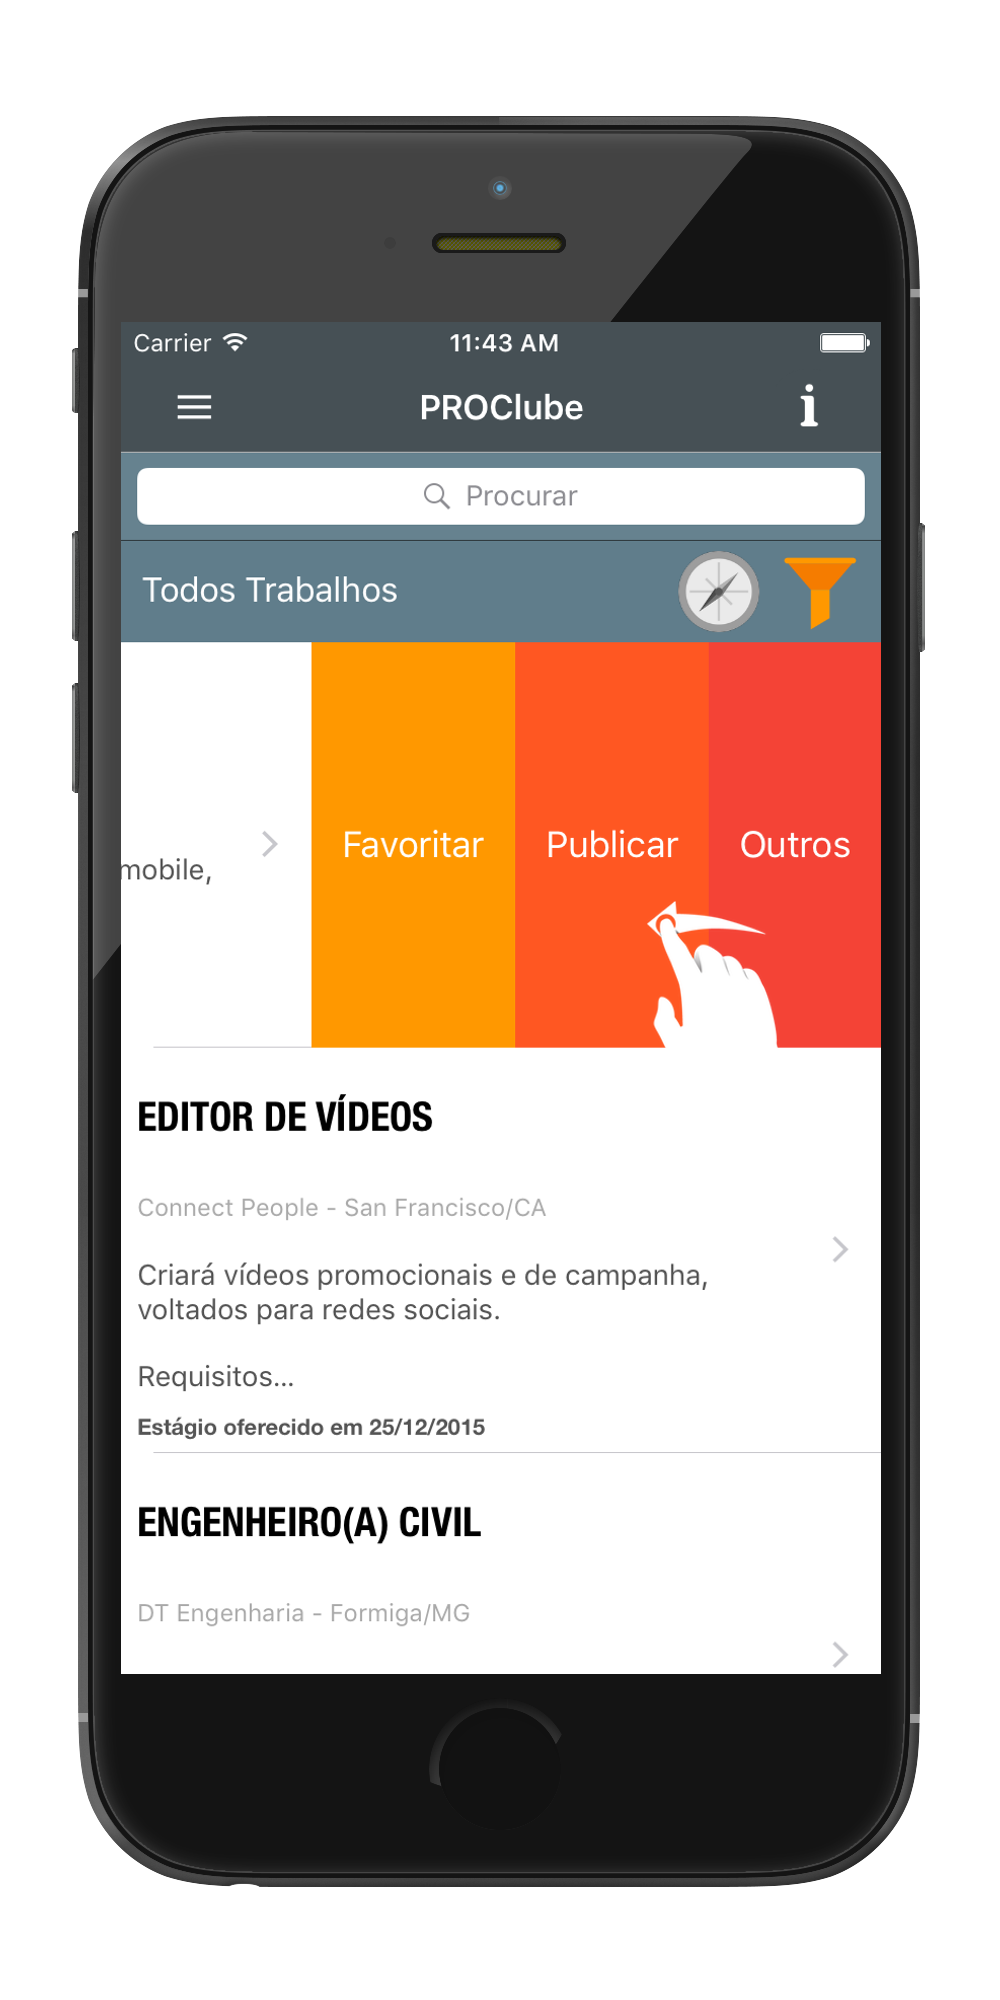 Carrier 11:43 AM
PROClube
Procurar
Todos Trabalhos
mobile,
Favoritar Publicar Outros
EDITOR DE VÍDEOS
Connect People - San Francisco/CA
Criará vídeos promocionais e de campanha,
voltados para redes sociais.
Requisitos...
Estágio oferecido em 25/12/2015
ENGENHEIRO(A) CIVIL
DT Engenharia - Formiga/MG